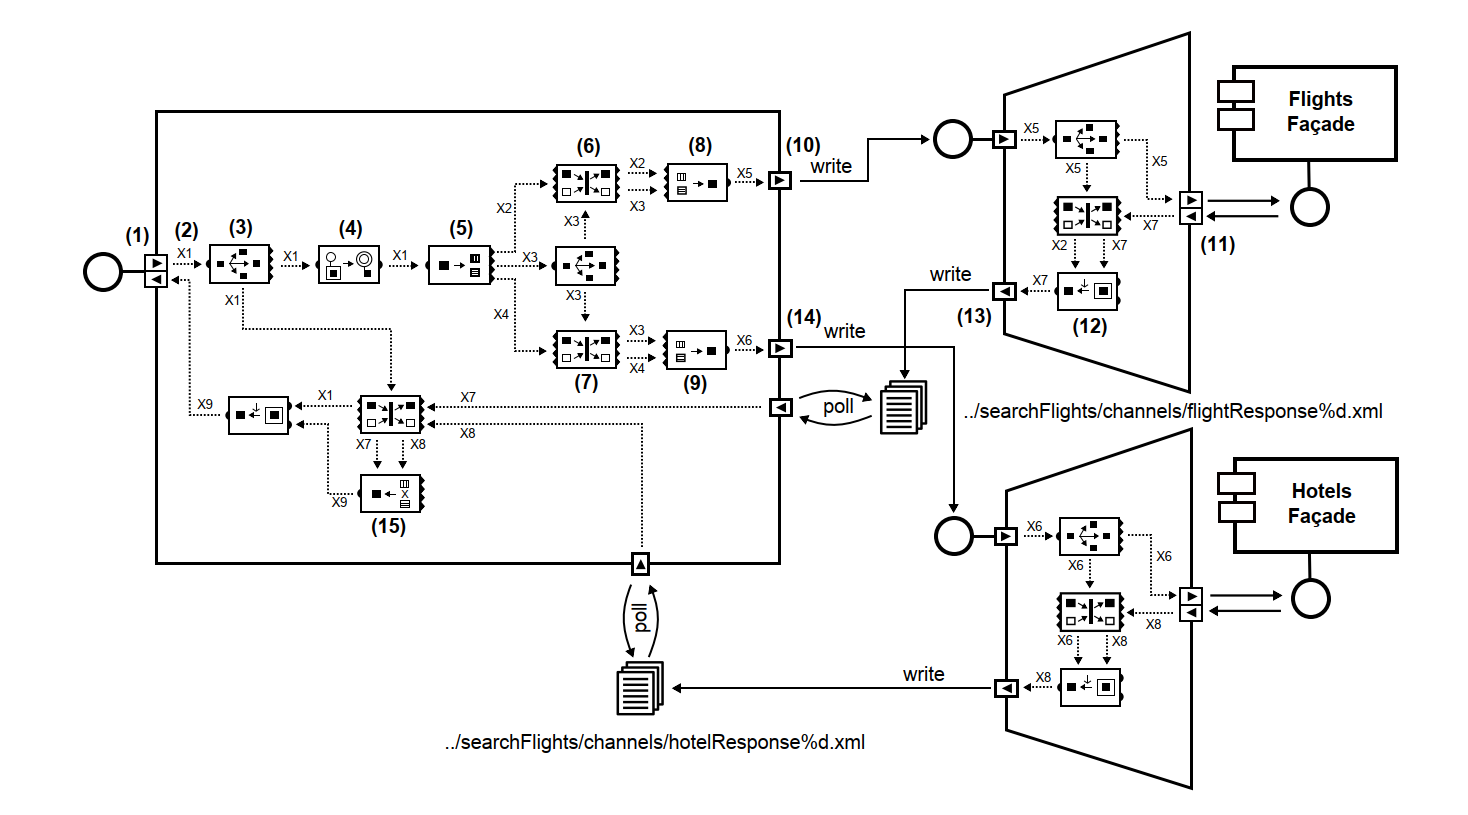 (1)
(2)
X1
(3)
X1
(4)
X1
(5)
X1
X2
X3
X4
(6)
X2
X3
X3
X3
(7)
X3
X4
(8)
X5
(9)
X6
(10)
write
(14)
write
X7
X8
poll
X1
X9
X7
X8
X9
X
(15)
poll
../searchFlights/channels/hotelResponse%d.xml
X5
X5
X5
X7
X2
X7
X7
(11)
(12)
(13)
write
Flights
Façade
../searchFlights/channels/flightResponse%d.xml
X6
X6
X6
X8
X6
X8
X8
write
Hotels
Façade